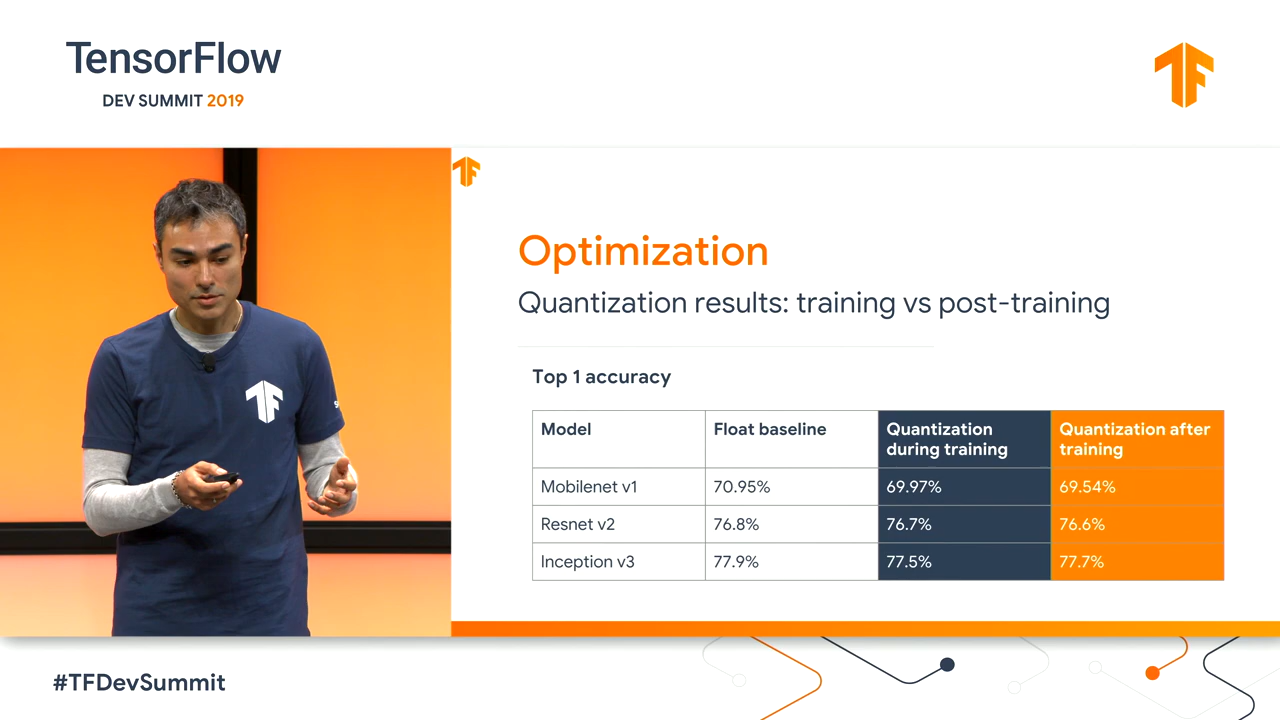 TensorFlow
DEV SUMMIT 2019
Optimization
Quantization results: training vs post-training
Top 1 accuracy
Model Float baseline Quantization during training Quantization after training
Mobilenet v1 70.95% 69.97% 69.54%
Resnet v2 76.8% 76.7% 76.6%
Inception v3 77.9% 77.5% 77.7%
#TFDevSummit